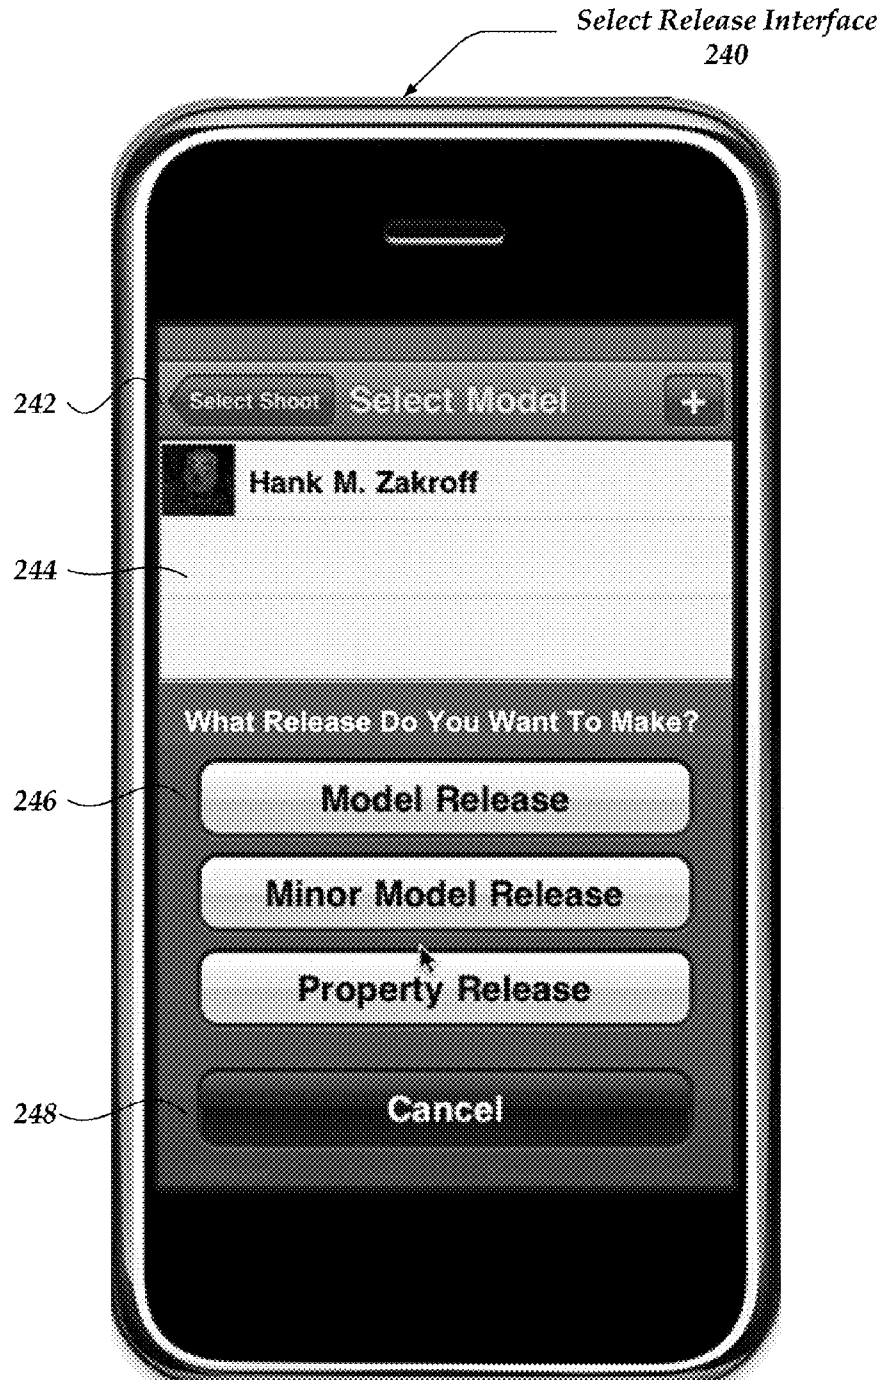 Select Release Interface
240
242
Select Shoot Select Model +
Hank M. Zakroff
244
What Release Do You Want To Make?
246
Model Release
Minor Model Release
Property Release
248
Cancel